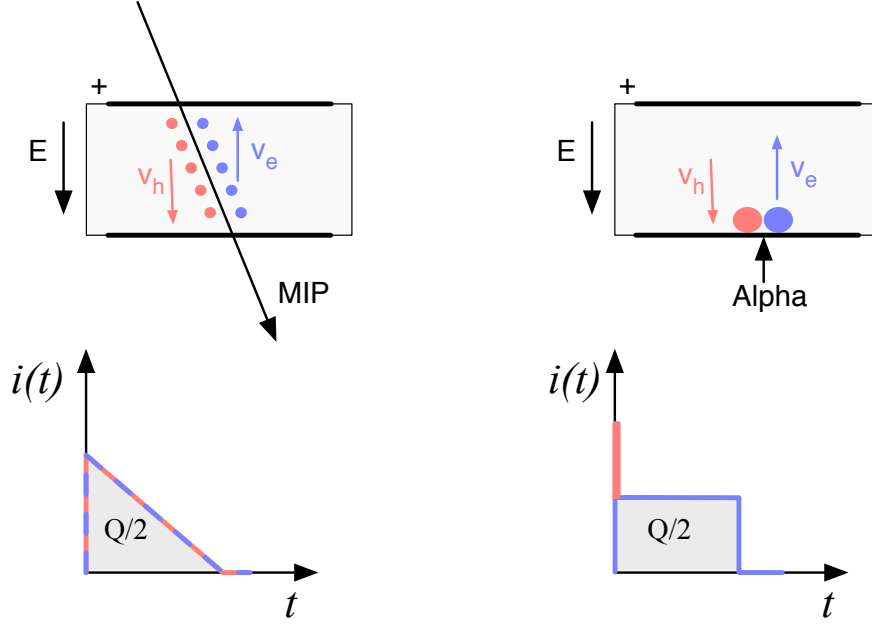 +
E
v_h
v_e
MIP
i(t)
Q/2
t
+
E
v_h
v_e
Alpha
i(t)
Q/2
t